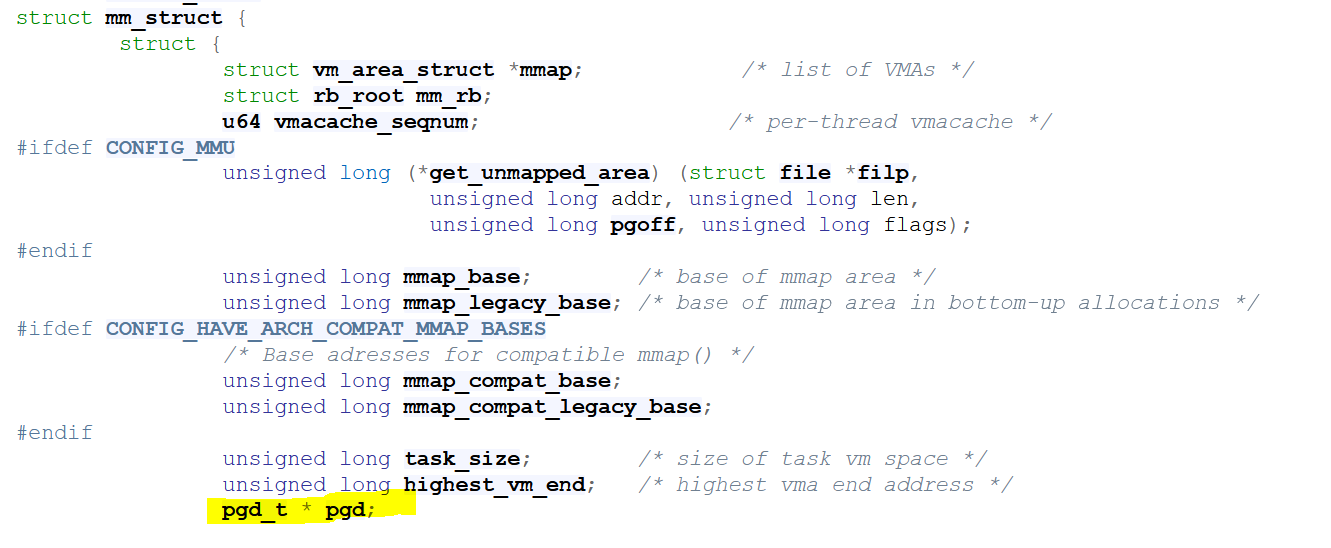 struct mm_struct {
struct {
struct vm_area_struct *mmap; /* list of VMAs */
struct rb_root mm_rb;
u64 vmacache_seqnum; /* per-thread vmacache */
#ifdef CONFIG_MMU
unsigned long (*get_unmapped_area) (struct file *filp,
unsigned long addr, unsigned long len,
unsigned long pgoff, unsigned long flags);
#endif
unsigned long mmap_base; /* base of mmap area */
unsigned long mmap_legacy_base; /* base of mmap area in bottom-up allocations */
#ifdef CONFIG_HAVE_ARCH_COMPAT_MMAP_BASES
/* Base adresses for compatible mmap() */
unsigned long mmap_compat_base;
unsigned long mmap_compat_legacy_base;
#endif
unsigned long task_size; /* size of task vm space */
unsigned long highest_vm_end; /* highest vma end address */
pgd_t * pgd;